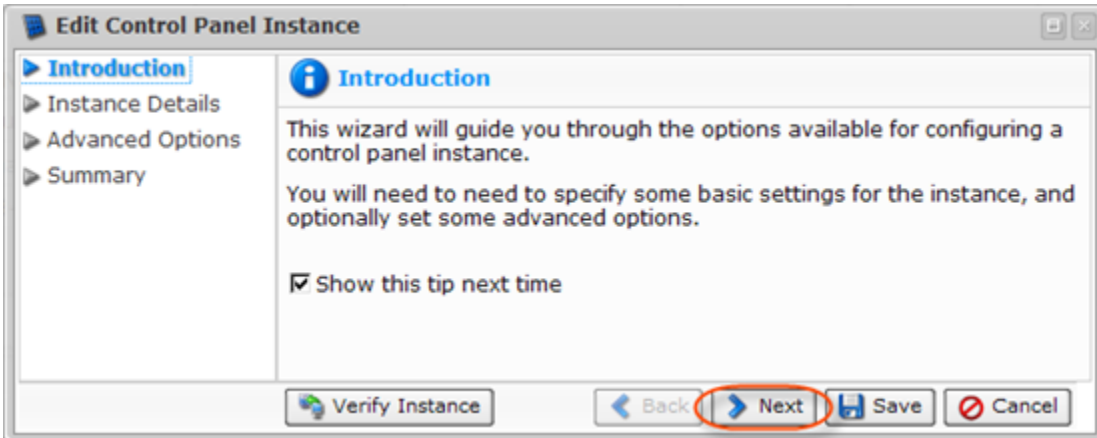 Edit Control Panel Instance
Introduction
Instance Details
Advanced Options
Summary
Introduction
This wizard will guide you through the options available for configuring a
control panel instance.
You will need to need to specify some basic settings for the instance, and
optionally set some advanced options.
Show this tip next time
Verify Instance
Back
Next
Save
Cancel